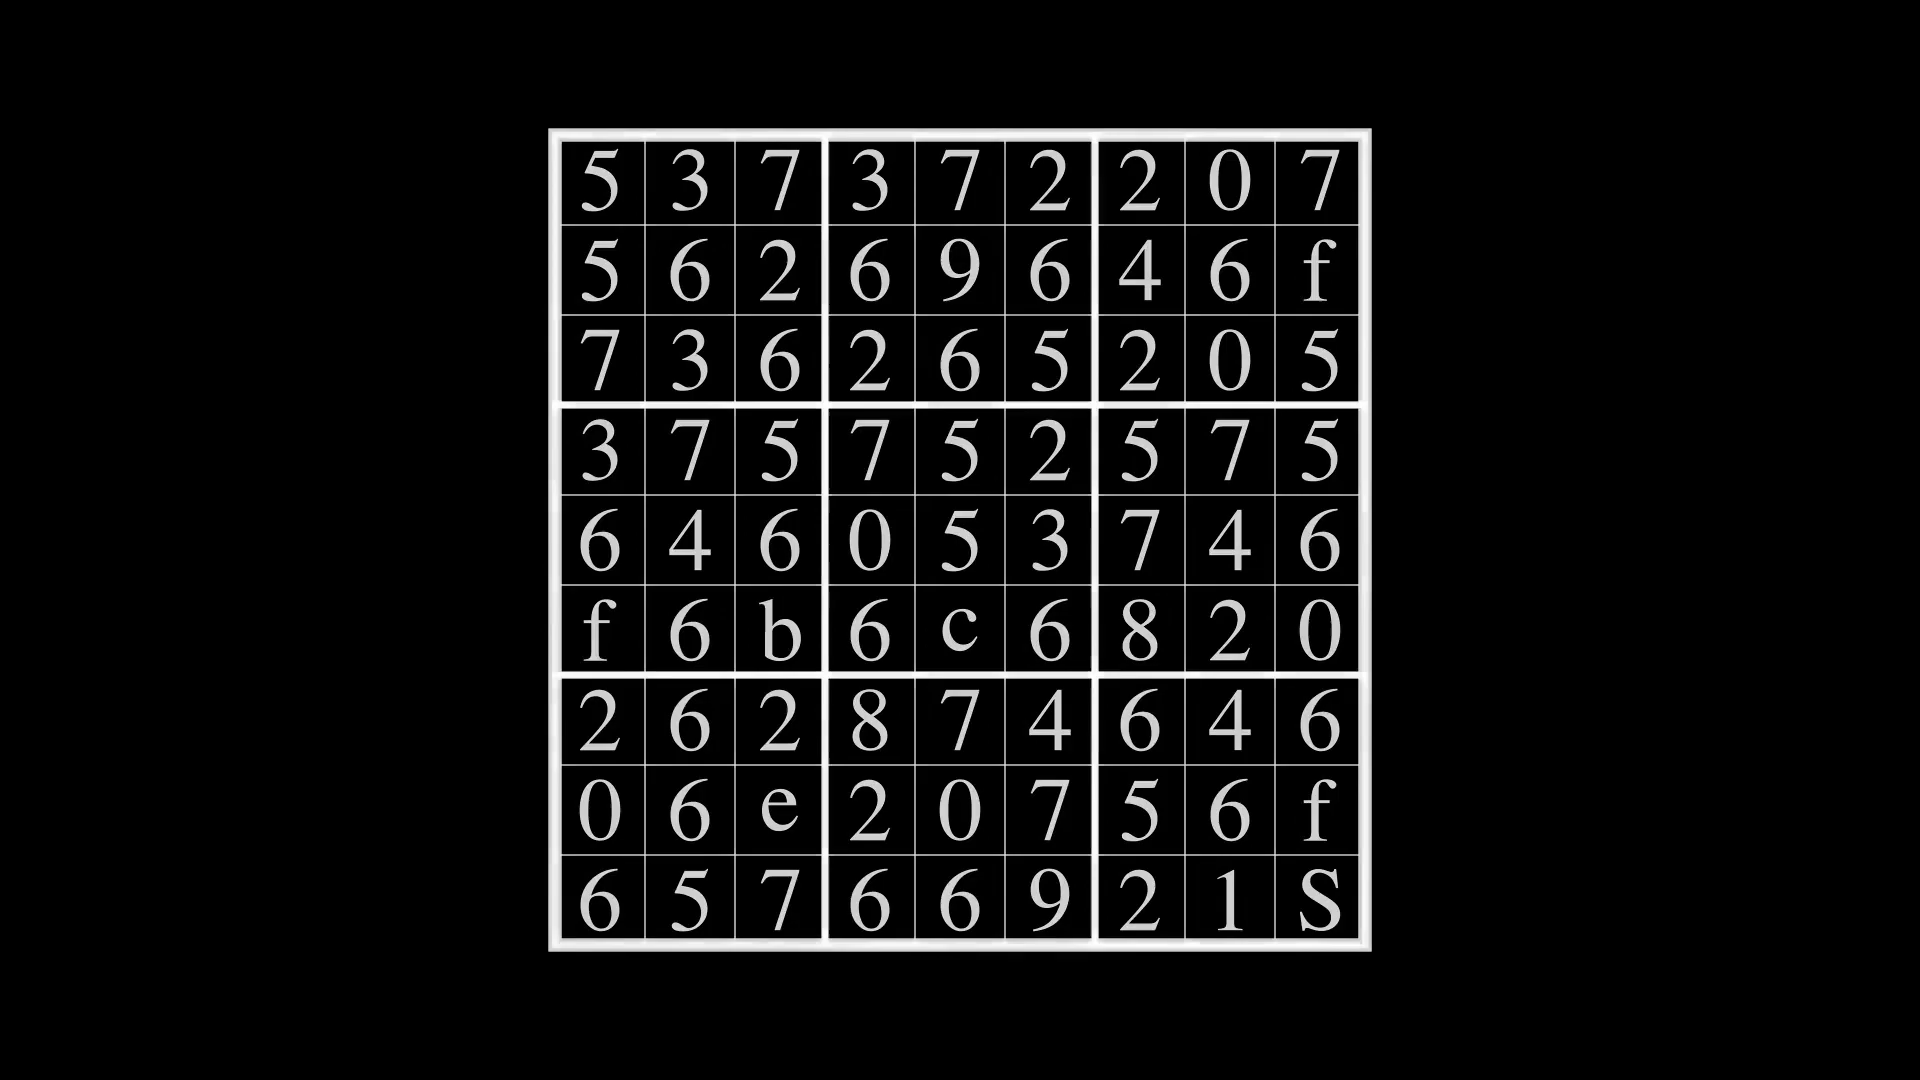 5 3 7 3 7 2 2 0 7
5 6 2 6 9 6 4 6 f
7 3 6 2 6 5 2 0 5
3 7 5 7 5 2 5 7 5
6 4 6 0 5 3 7 4 6
f 6 b 6 c 6 8 2 0
2 6 2 8 7 4 6 4 6
0 6 e 2 0 7 5 6 f
6 5 7 6 6 9 2 1 S